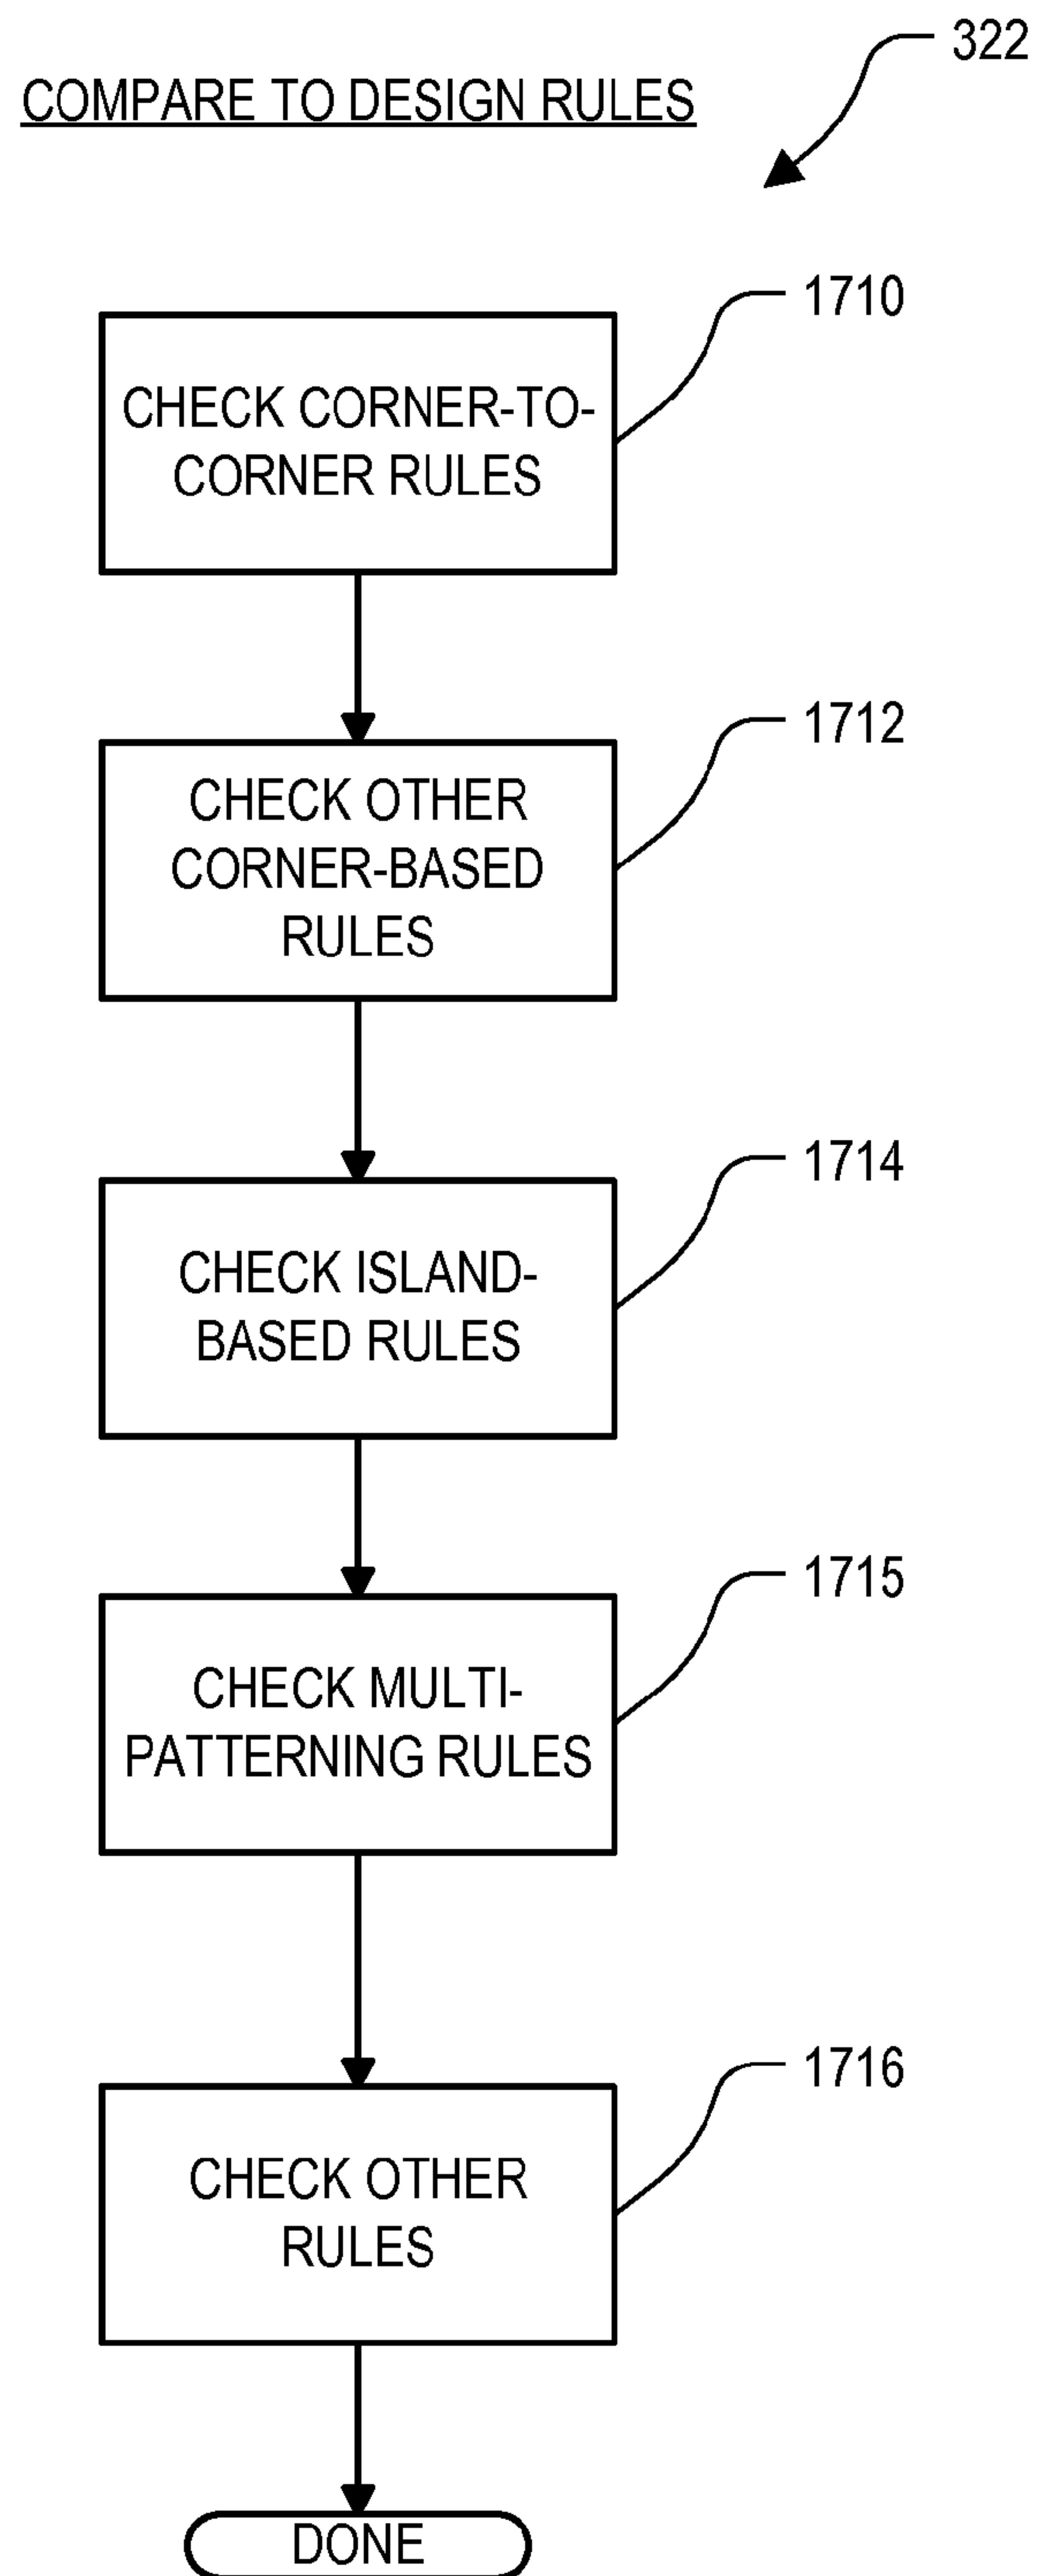 322
COMPARE TO DESIGN RULES
1710
CHECK CORNER-TO-
CORNER RULES
1712
CHECK OTHER
CORNER-BASED
RULES
1714
CHECK ISLAND-
BASED RULES
1715
CHECK MULTI-
PATTERNING RULES
1716
CHECK OTHER
RULES
DONE